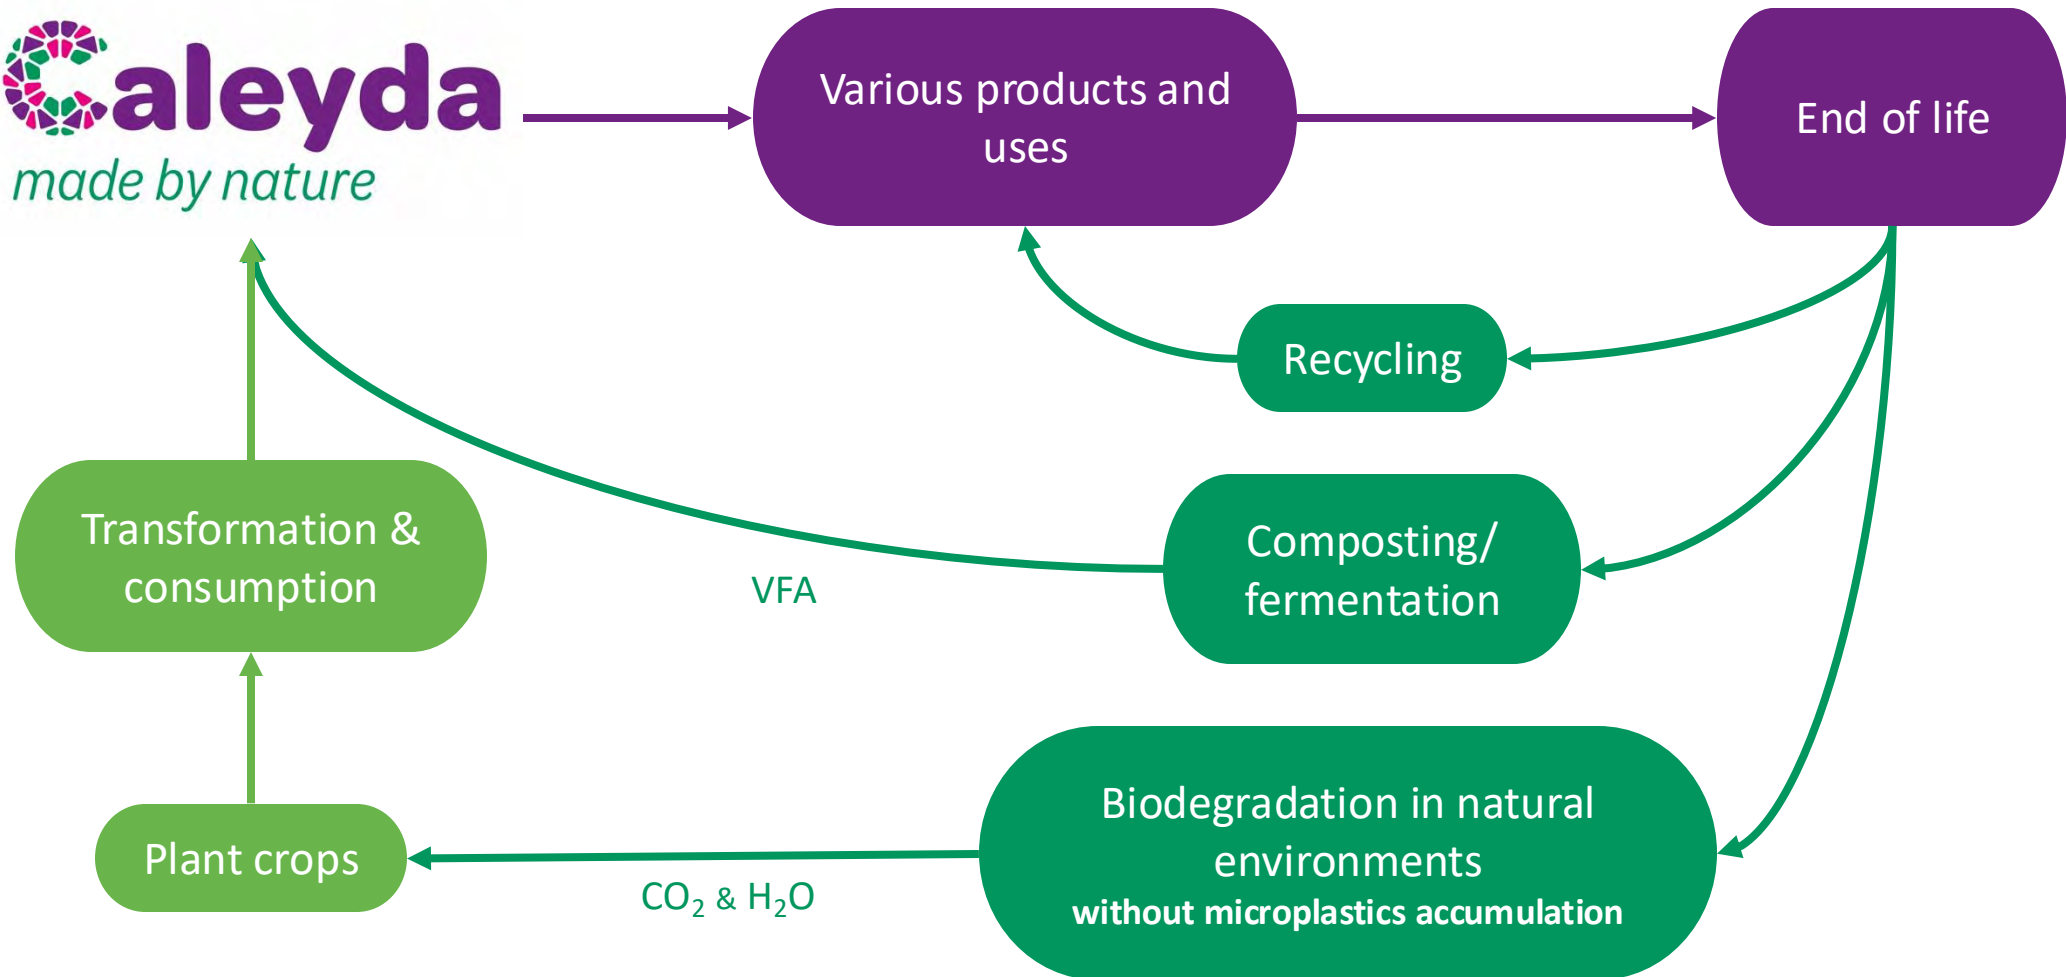 Caleyda
made by nature
Various products and
uses
End of life
Recycling
Transformation &
consumption
Composting/
fermentation
VFA
Biodegradation in natural
environments
without microplastics accumulation
Plant crops
CO₂ & H₂O